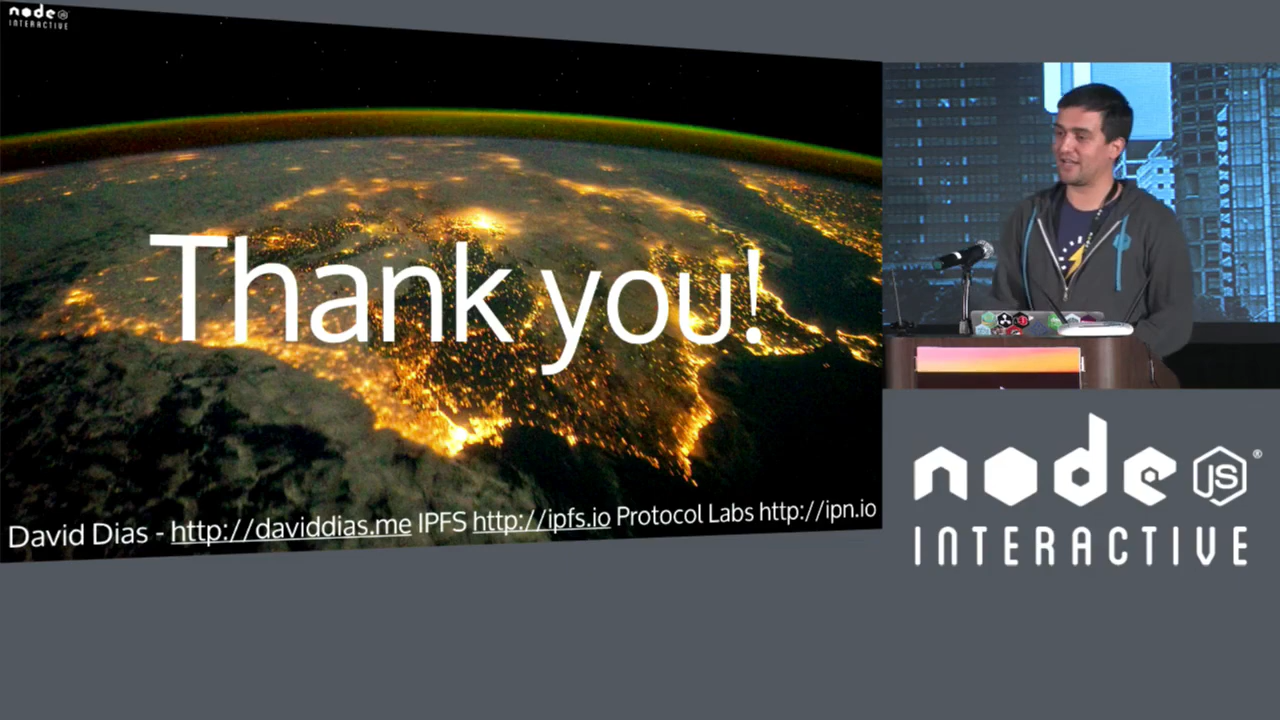 node JS
INTERACTIVE
Thank you!
David Dias - http://daviddias.me IPFS http://ipfs.io Protocol Labs http://ipn.io
node JS ®
INTERACTIVE